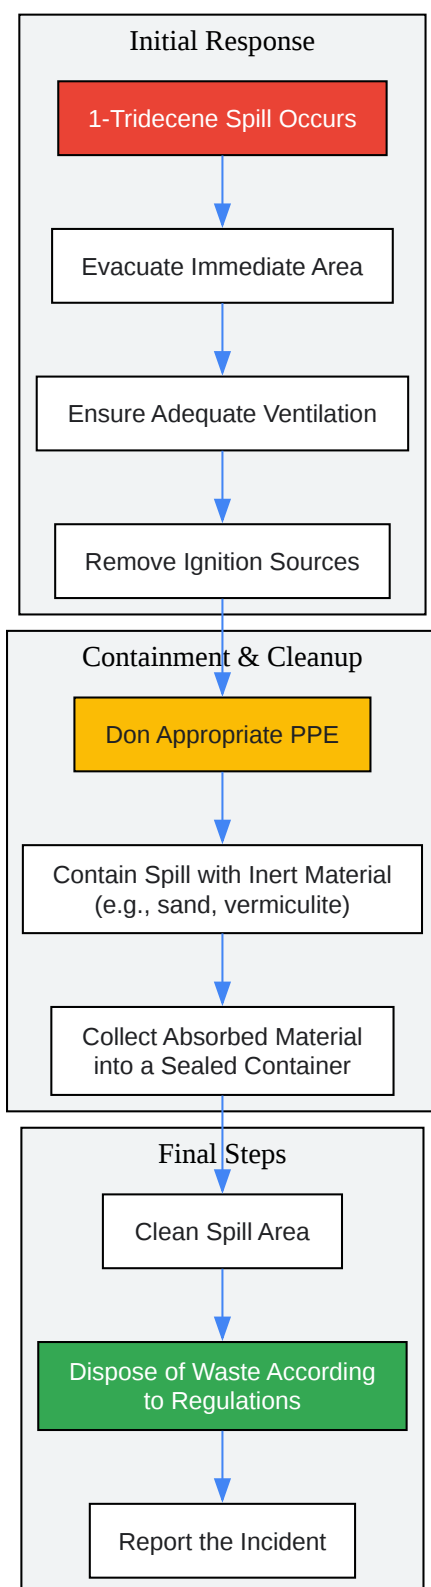 Initial Response
1-Tridecene Spill Occurs
Evacuate Immediate Area
Ensure Adequate Ventilation
Remove Ignition Sources
Containment & Cleanup
Don Appropriate PPE
Contain Spill with Inert Material
(e.g., sand, vermiculite)
Collect Absorbed Material
into a Sealed Container
Final Steps
Clean Spill Area
Dispose of Waste According
to Regulations
Report the Incident